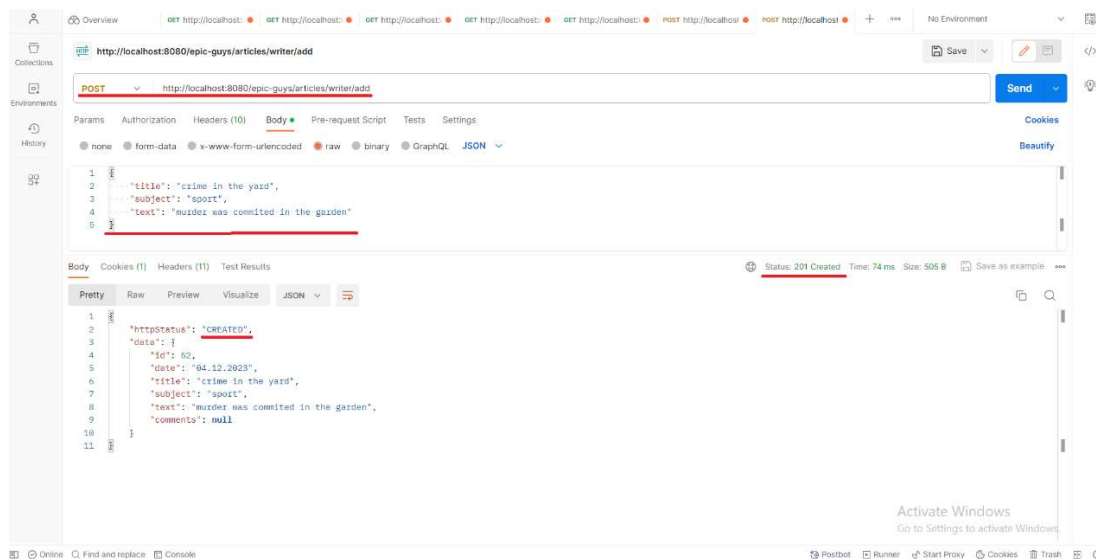 Overview GET http://localhost: GET http://localhost: GET http://localhost: GET http://localhost: GET http://localhost: POST http://localhost POST http://localhost + No Environment
HTTP http://localhost:8080/epic-guys/articles/writer/add Save
Collections
POST http://localhost:8080/epic-guys/articles/writer/add Send
Environments
Params Authorization Headers (10) Body Pre-request Script Tests Settings Cookies
History
none form-data x-www-form-urlencoded raw binary GraphQL JSON Beautify
1 {
2 "title": "crime in the yard",
3 "subject": "sport",
4 "text": "murder was commited in the garden"
5 }
Body Cookies (1) Headers (11) Test Results Status: 201 Created Time: 74 ms Size: 505 B Save as example
Pretty Raw Preview Visualize JSON
1 {
2 "httpStatus": "CREATED",
3 "data": {
4 "id": 52,
5 "date": "04.12.2023",
6 "title": "crime in the yard",
7 "subject": "sport",
8 "text": "murder was commited in the garden",
9 "comments": null
10 }
11 }
Activate Windows
Go to Settings to activate Windows.
Online Find and replace Console Postbot Runner Start Proxy Cookies Trash